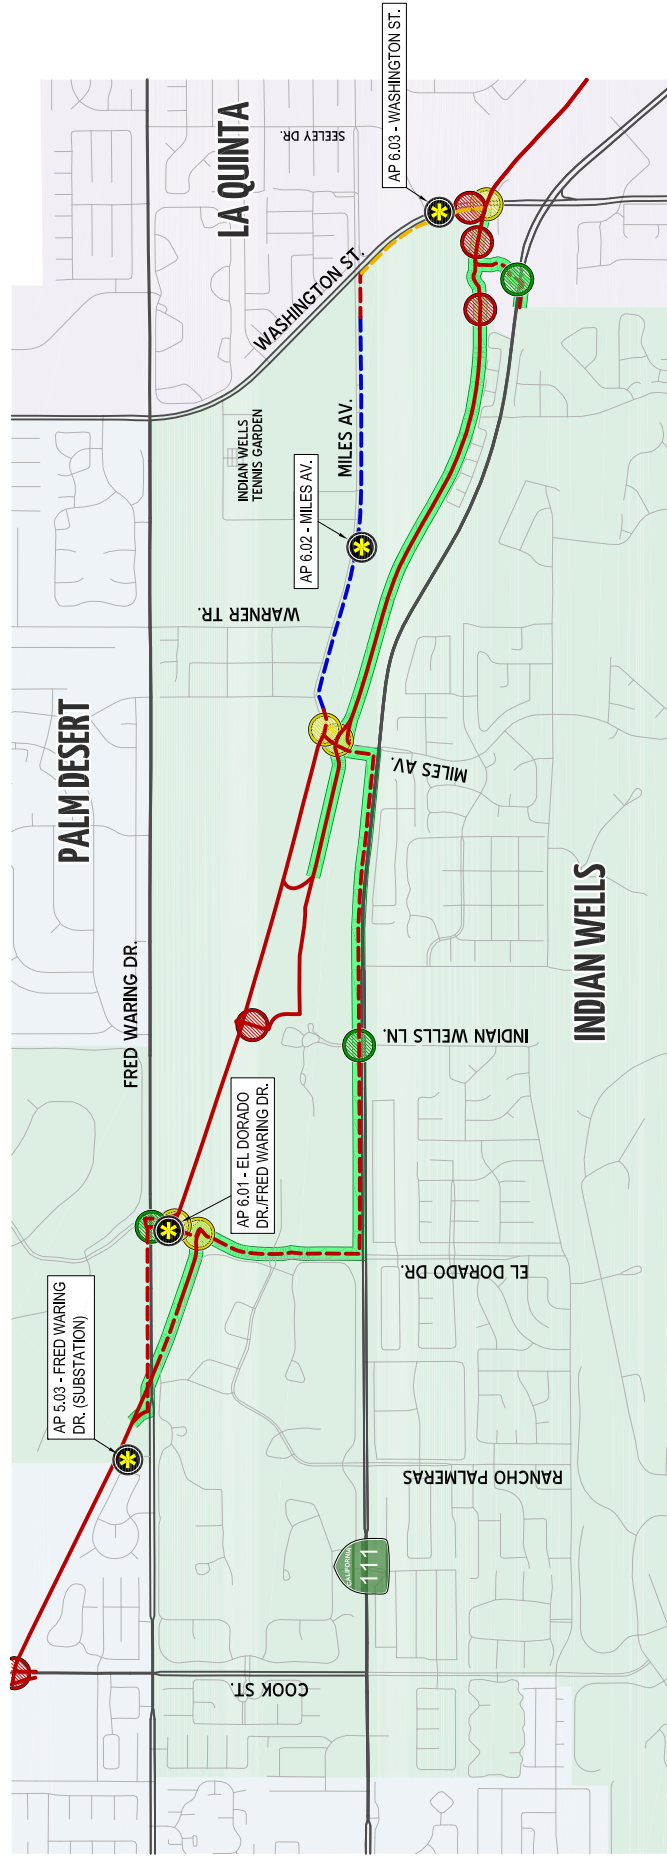 AP 6.03 - WASHINGTON ST.
LA QUINTA
SEELEY DR.
WASHINGTON ST.
INDIAN WELLS
TENNIS GARDEN
MILES AV.
AP 6.02 - MILES AV.
WARNER TR.
PALM DESERT
MILES AV.
FRED WARING DR.
INDIAN WELLS
INDIAN WELLS LN.
AP 6.01 - EL DORADO
DR./FRED WARING DR.
EL DORADO DR.
AP 5.03 - FRED WARING
DR. (SUBSTATION)
RANCHO PALMERAS
CALIFORNIA
111
COOK ST.